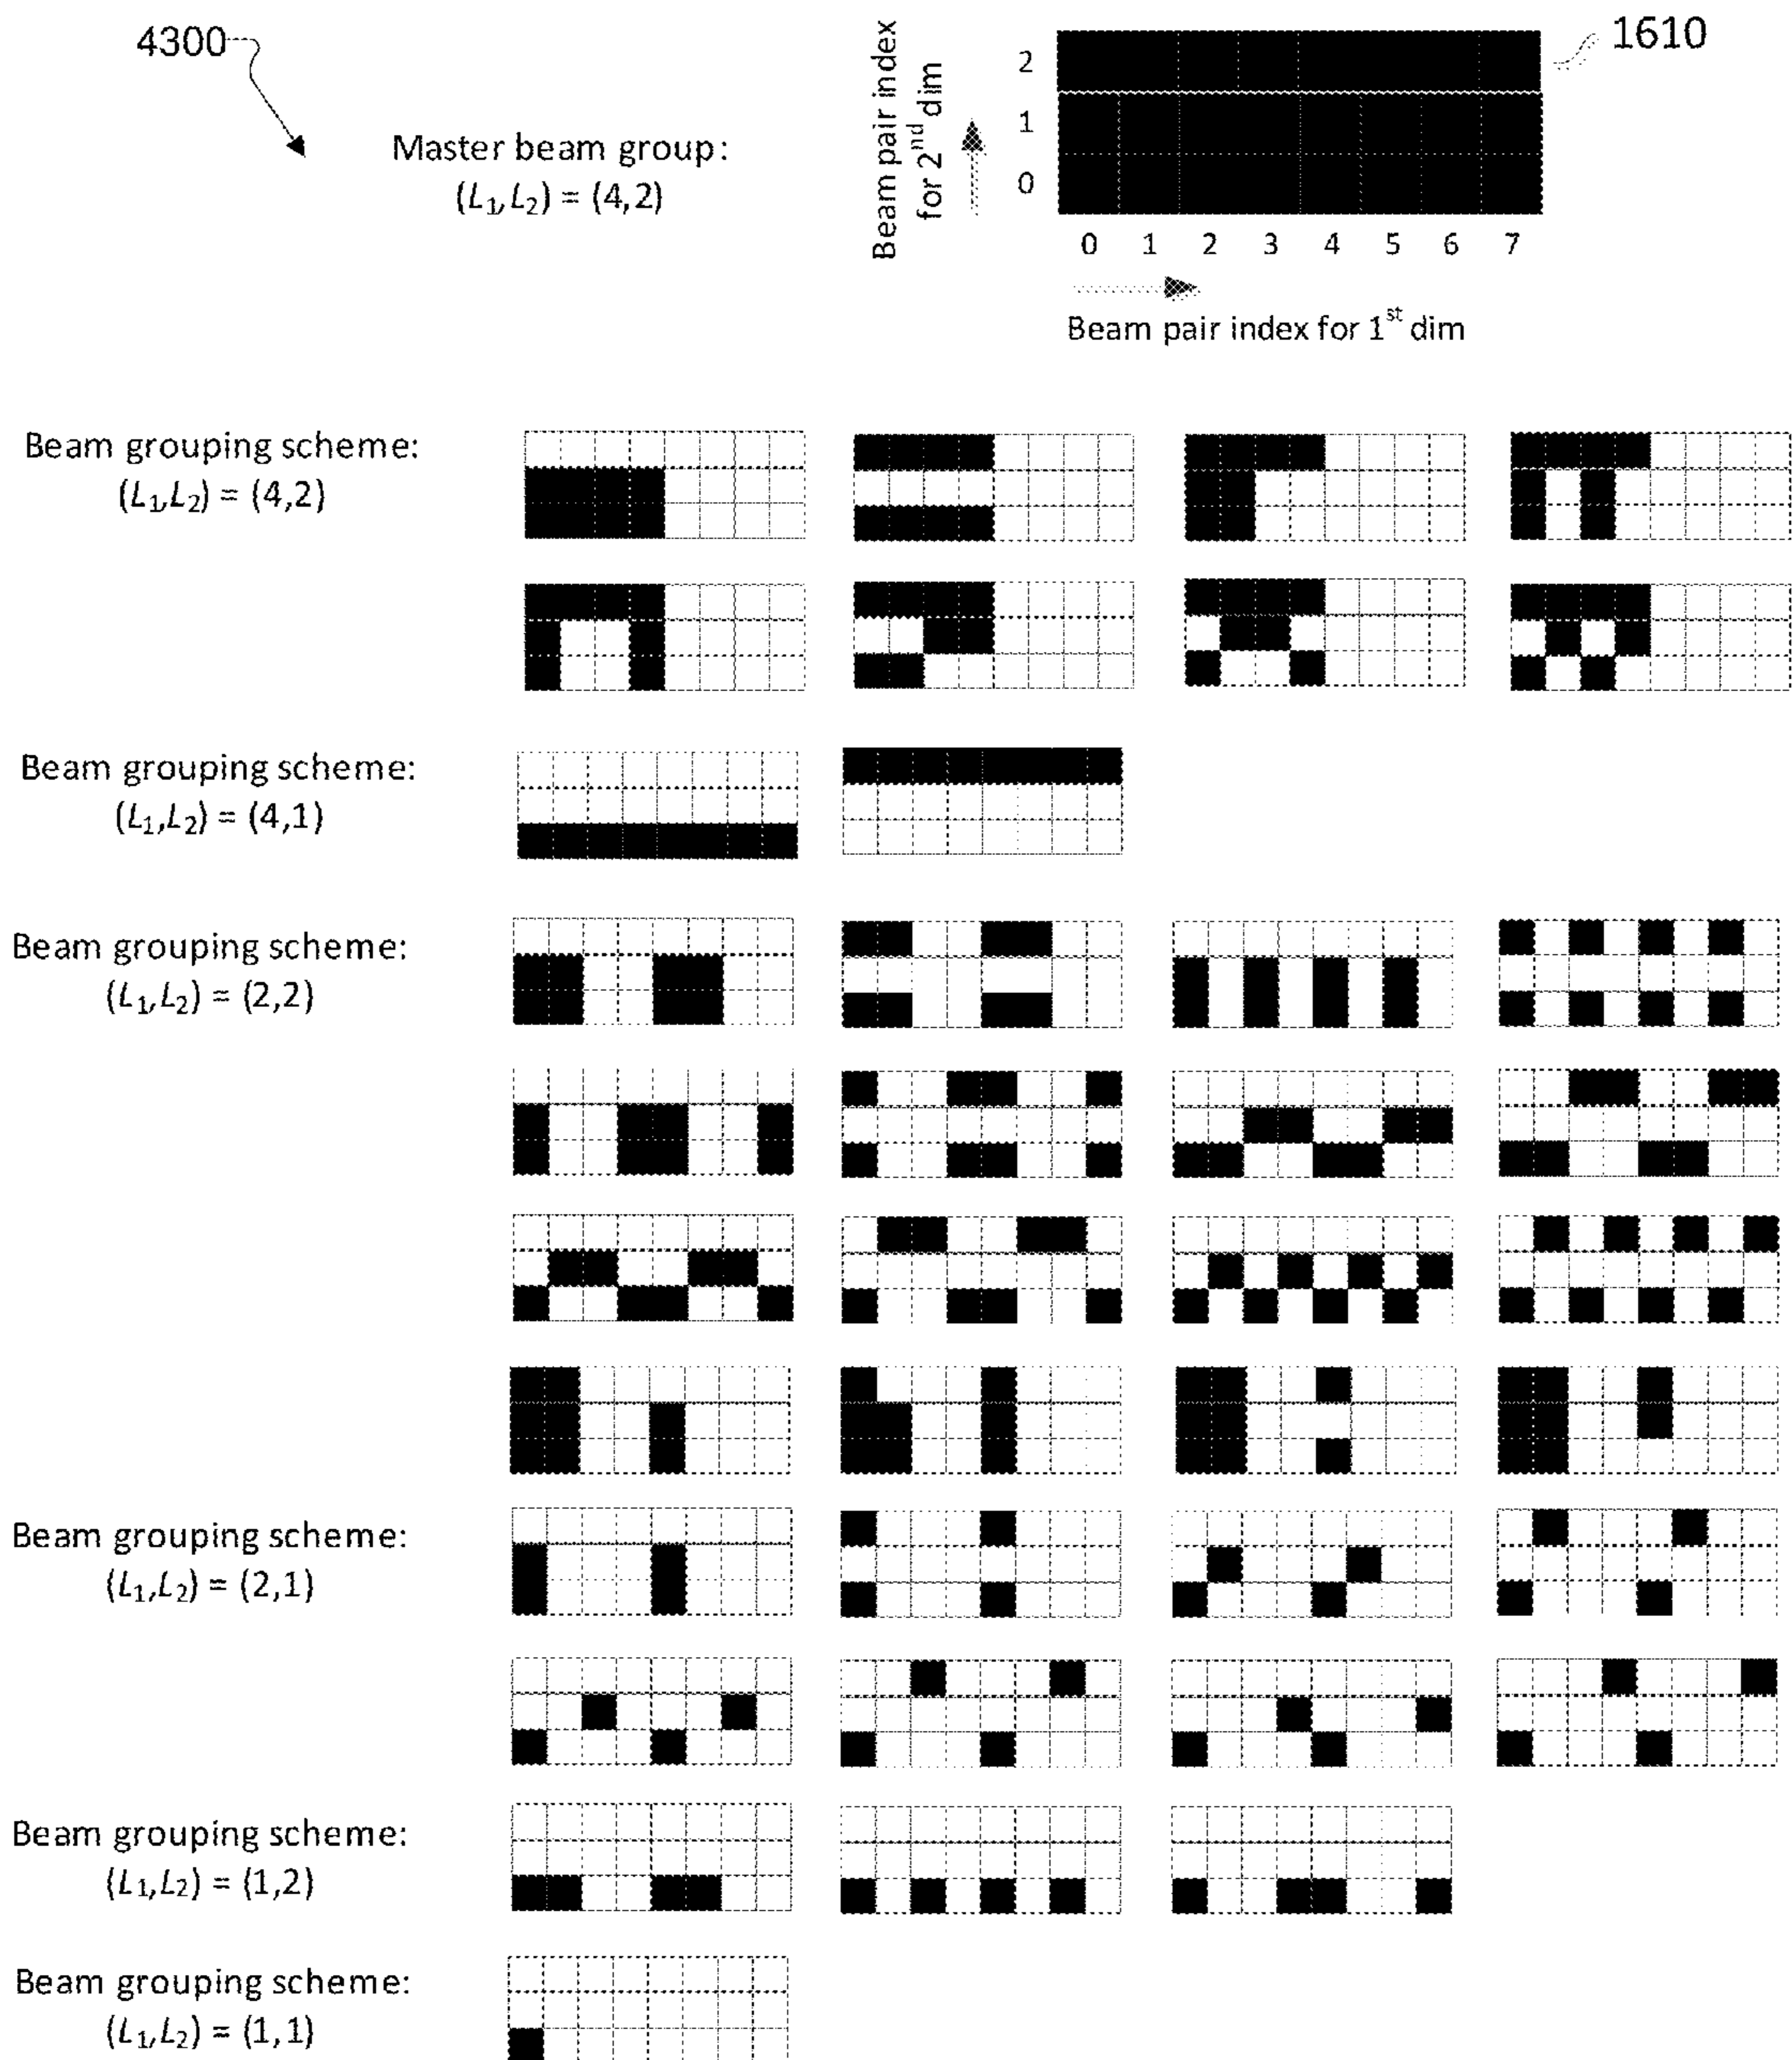 4300
1610
Master beam group:
(L1,L2) = (4,2)
Beam pair index
for 2nd dim
2
1
0
0 1 2 3 4 5 6 7
Beam pair index for 1st dim
Beam grouping scheme:
(L1,L2) = (4,2)
Beam grouping scheme:
(L1,L2) = (4,1)
Beam grouping scheme:
(L1,L2) = (2,2)
Beam grouping scheme:
(L1,L2) = (2,1)
Beam grouping scheme:
(L1,L2) = (1,2)
Beam grouping scheme:
(L1,L2) = (1,1)